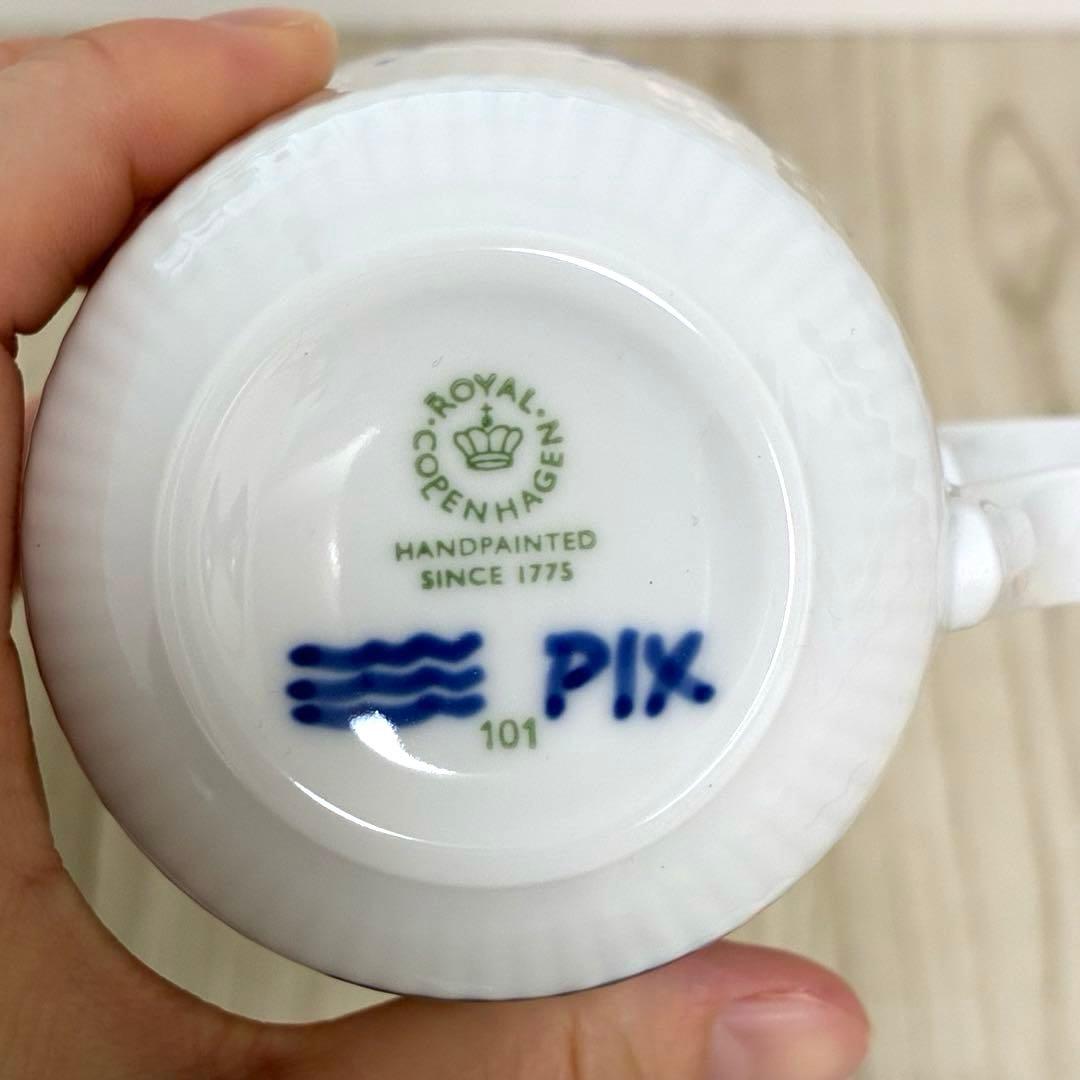 ROYAL · COPENHAGEN ·
HANDPAINTED
SINCE 1775
PIX.
101